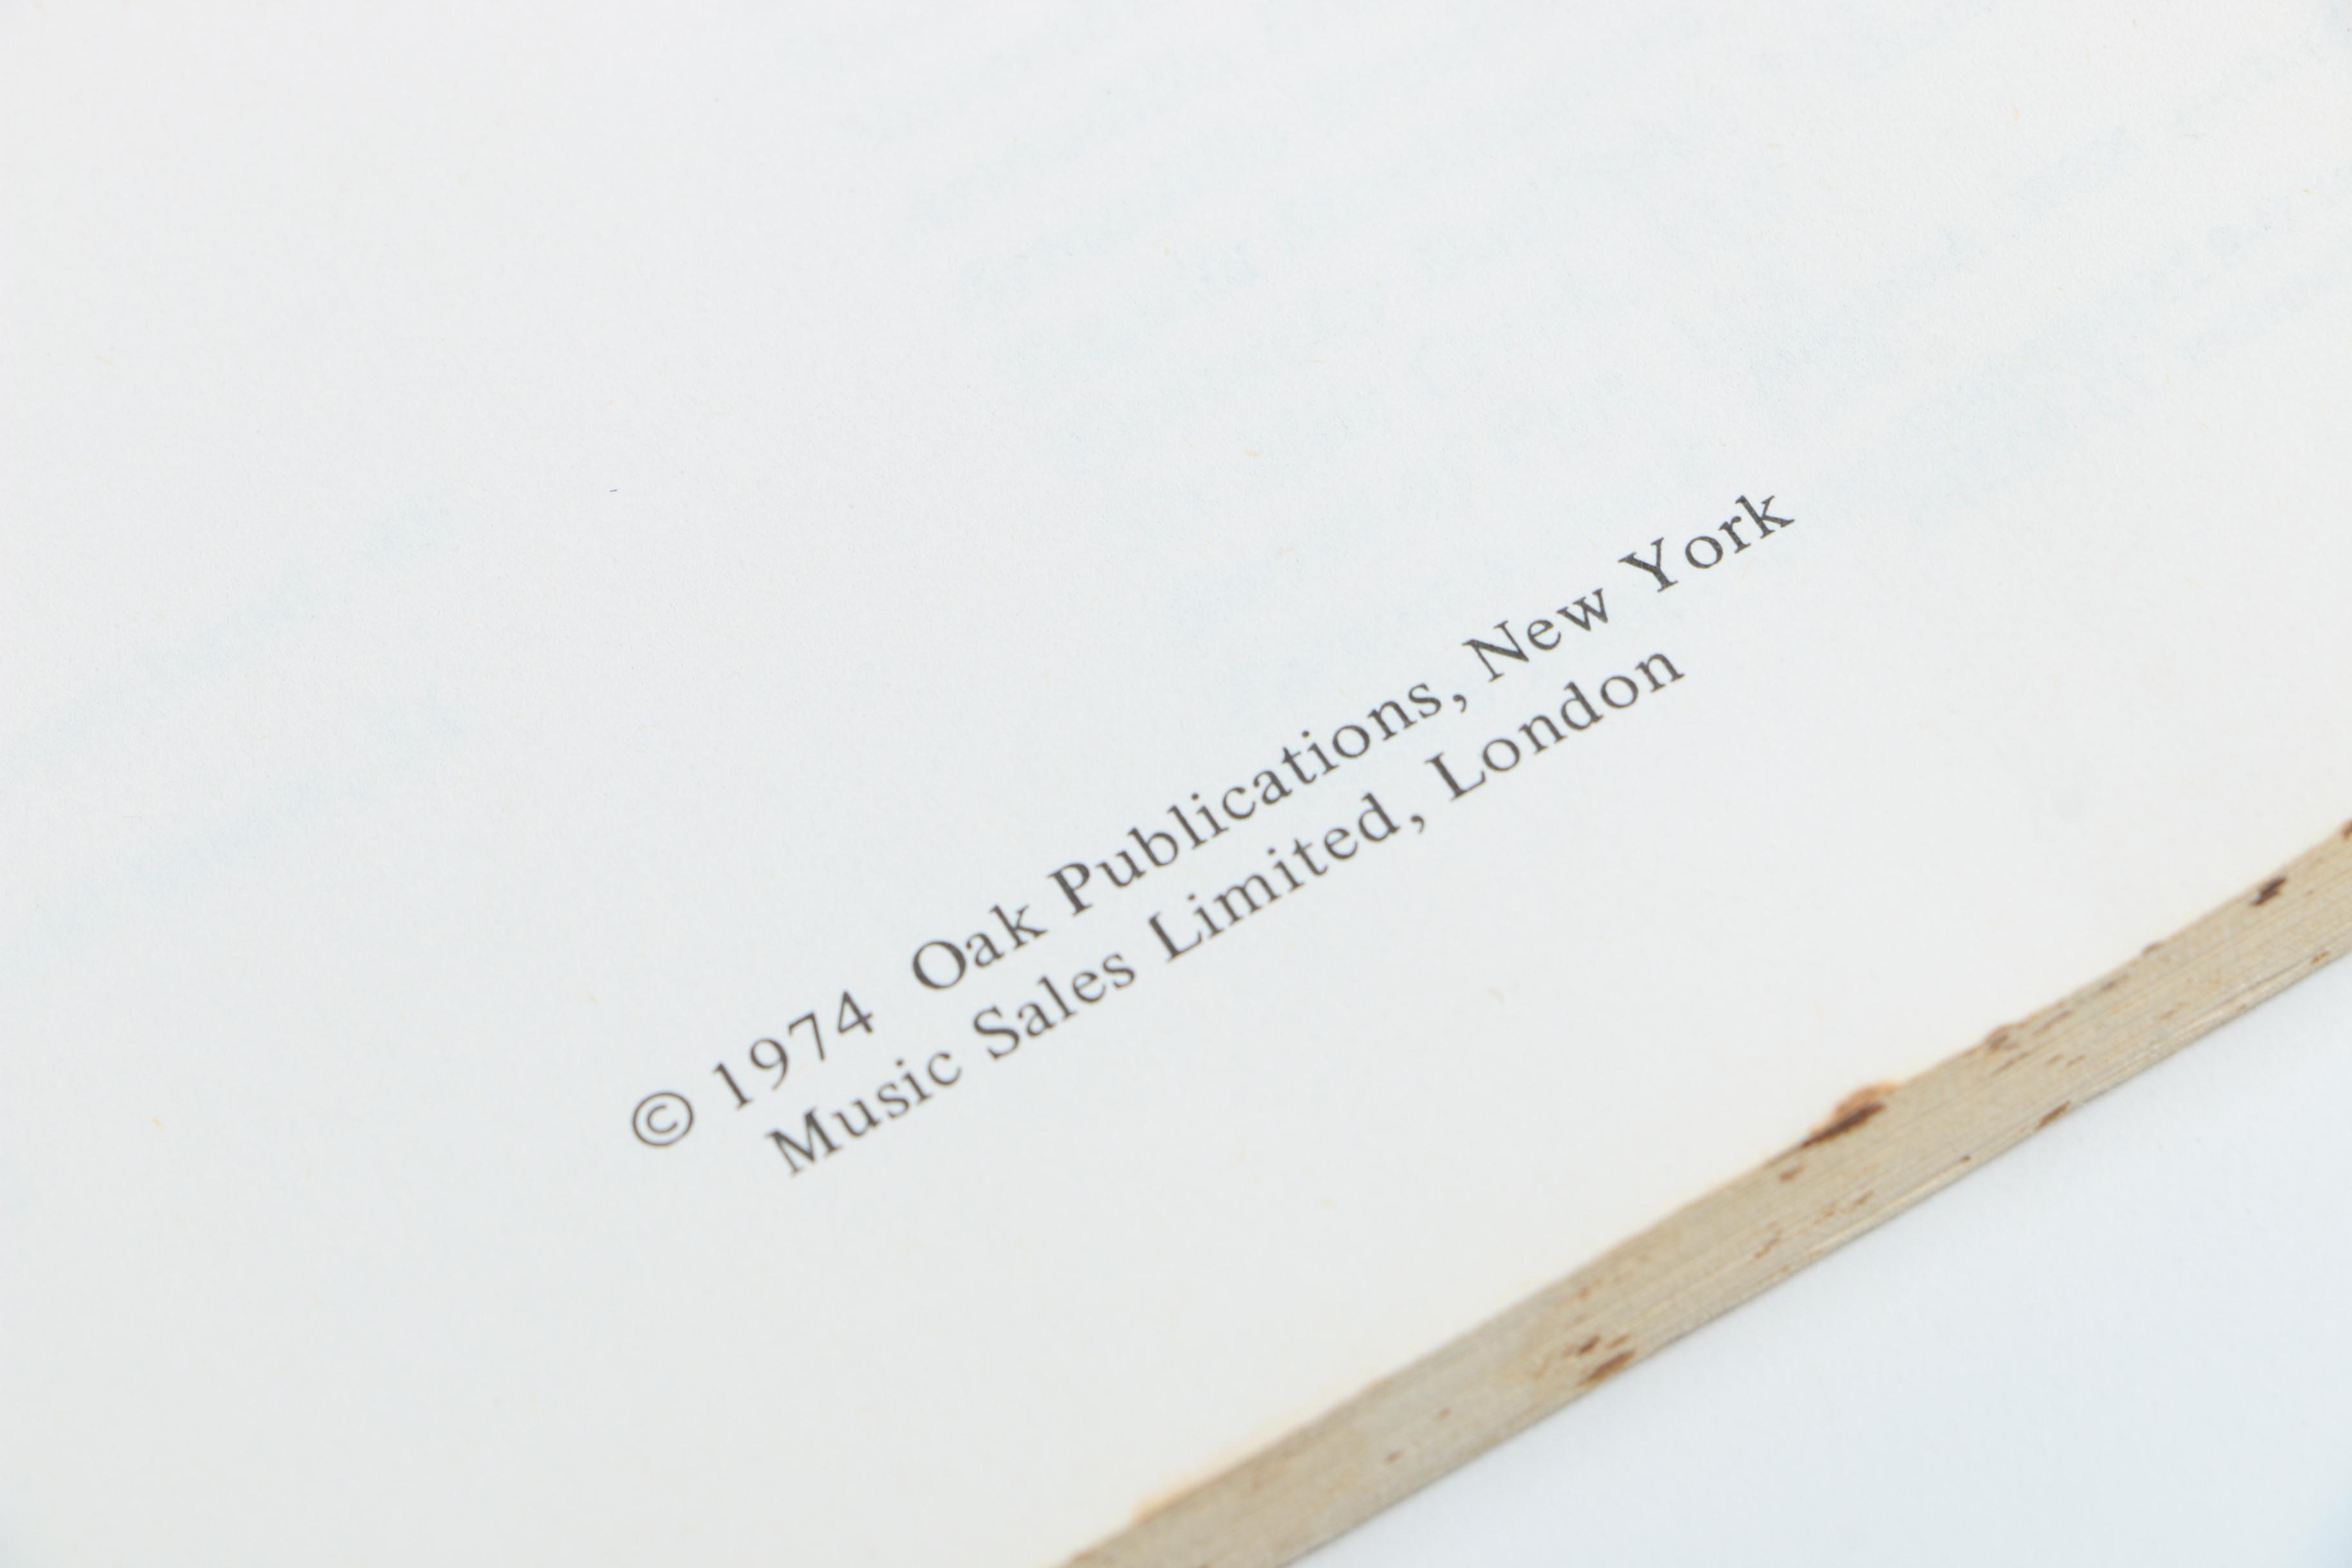 © 1974 Oak Publications, New York
Music Sales Limited, London